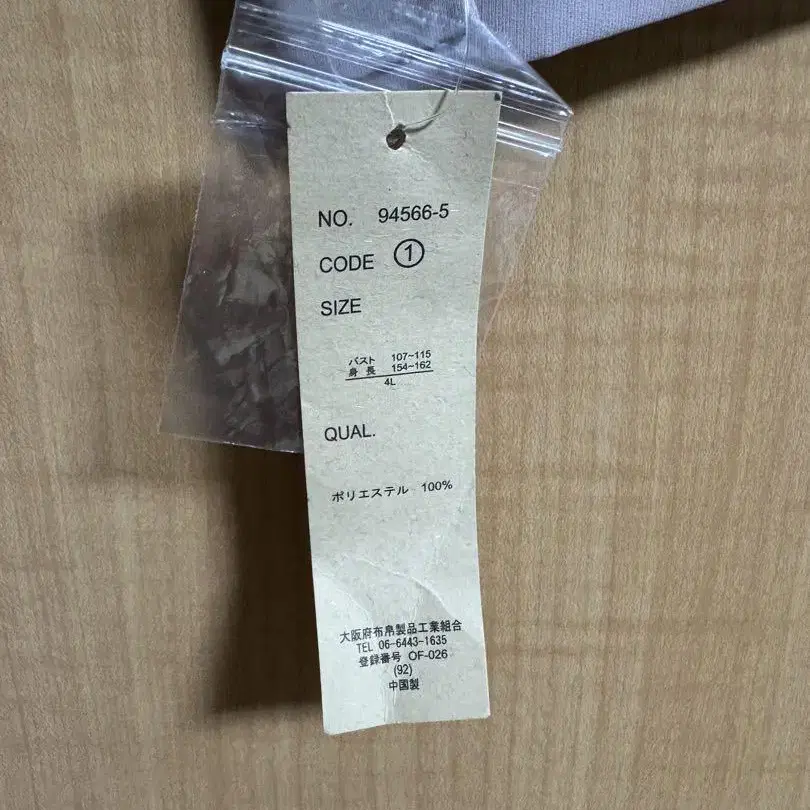 NO. 94566-5
CODE ①
SIZE
バスト 107~115
身長 154~162
4L
QUAL.
ポリエステル 100%
大阪府布帛製品工業組合
TEL 06-6443-1635
登録番号 OF-026
(92)
中国製